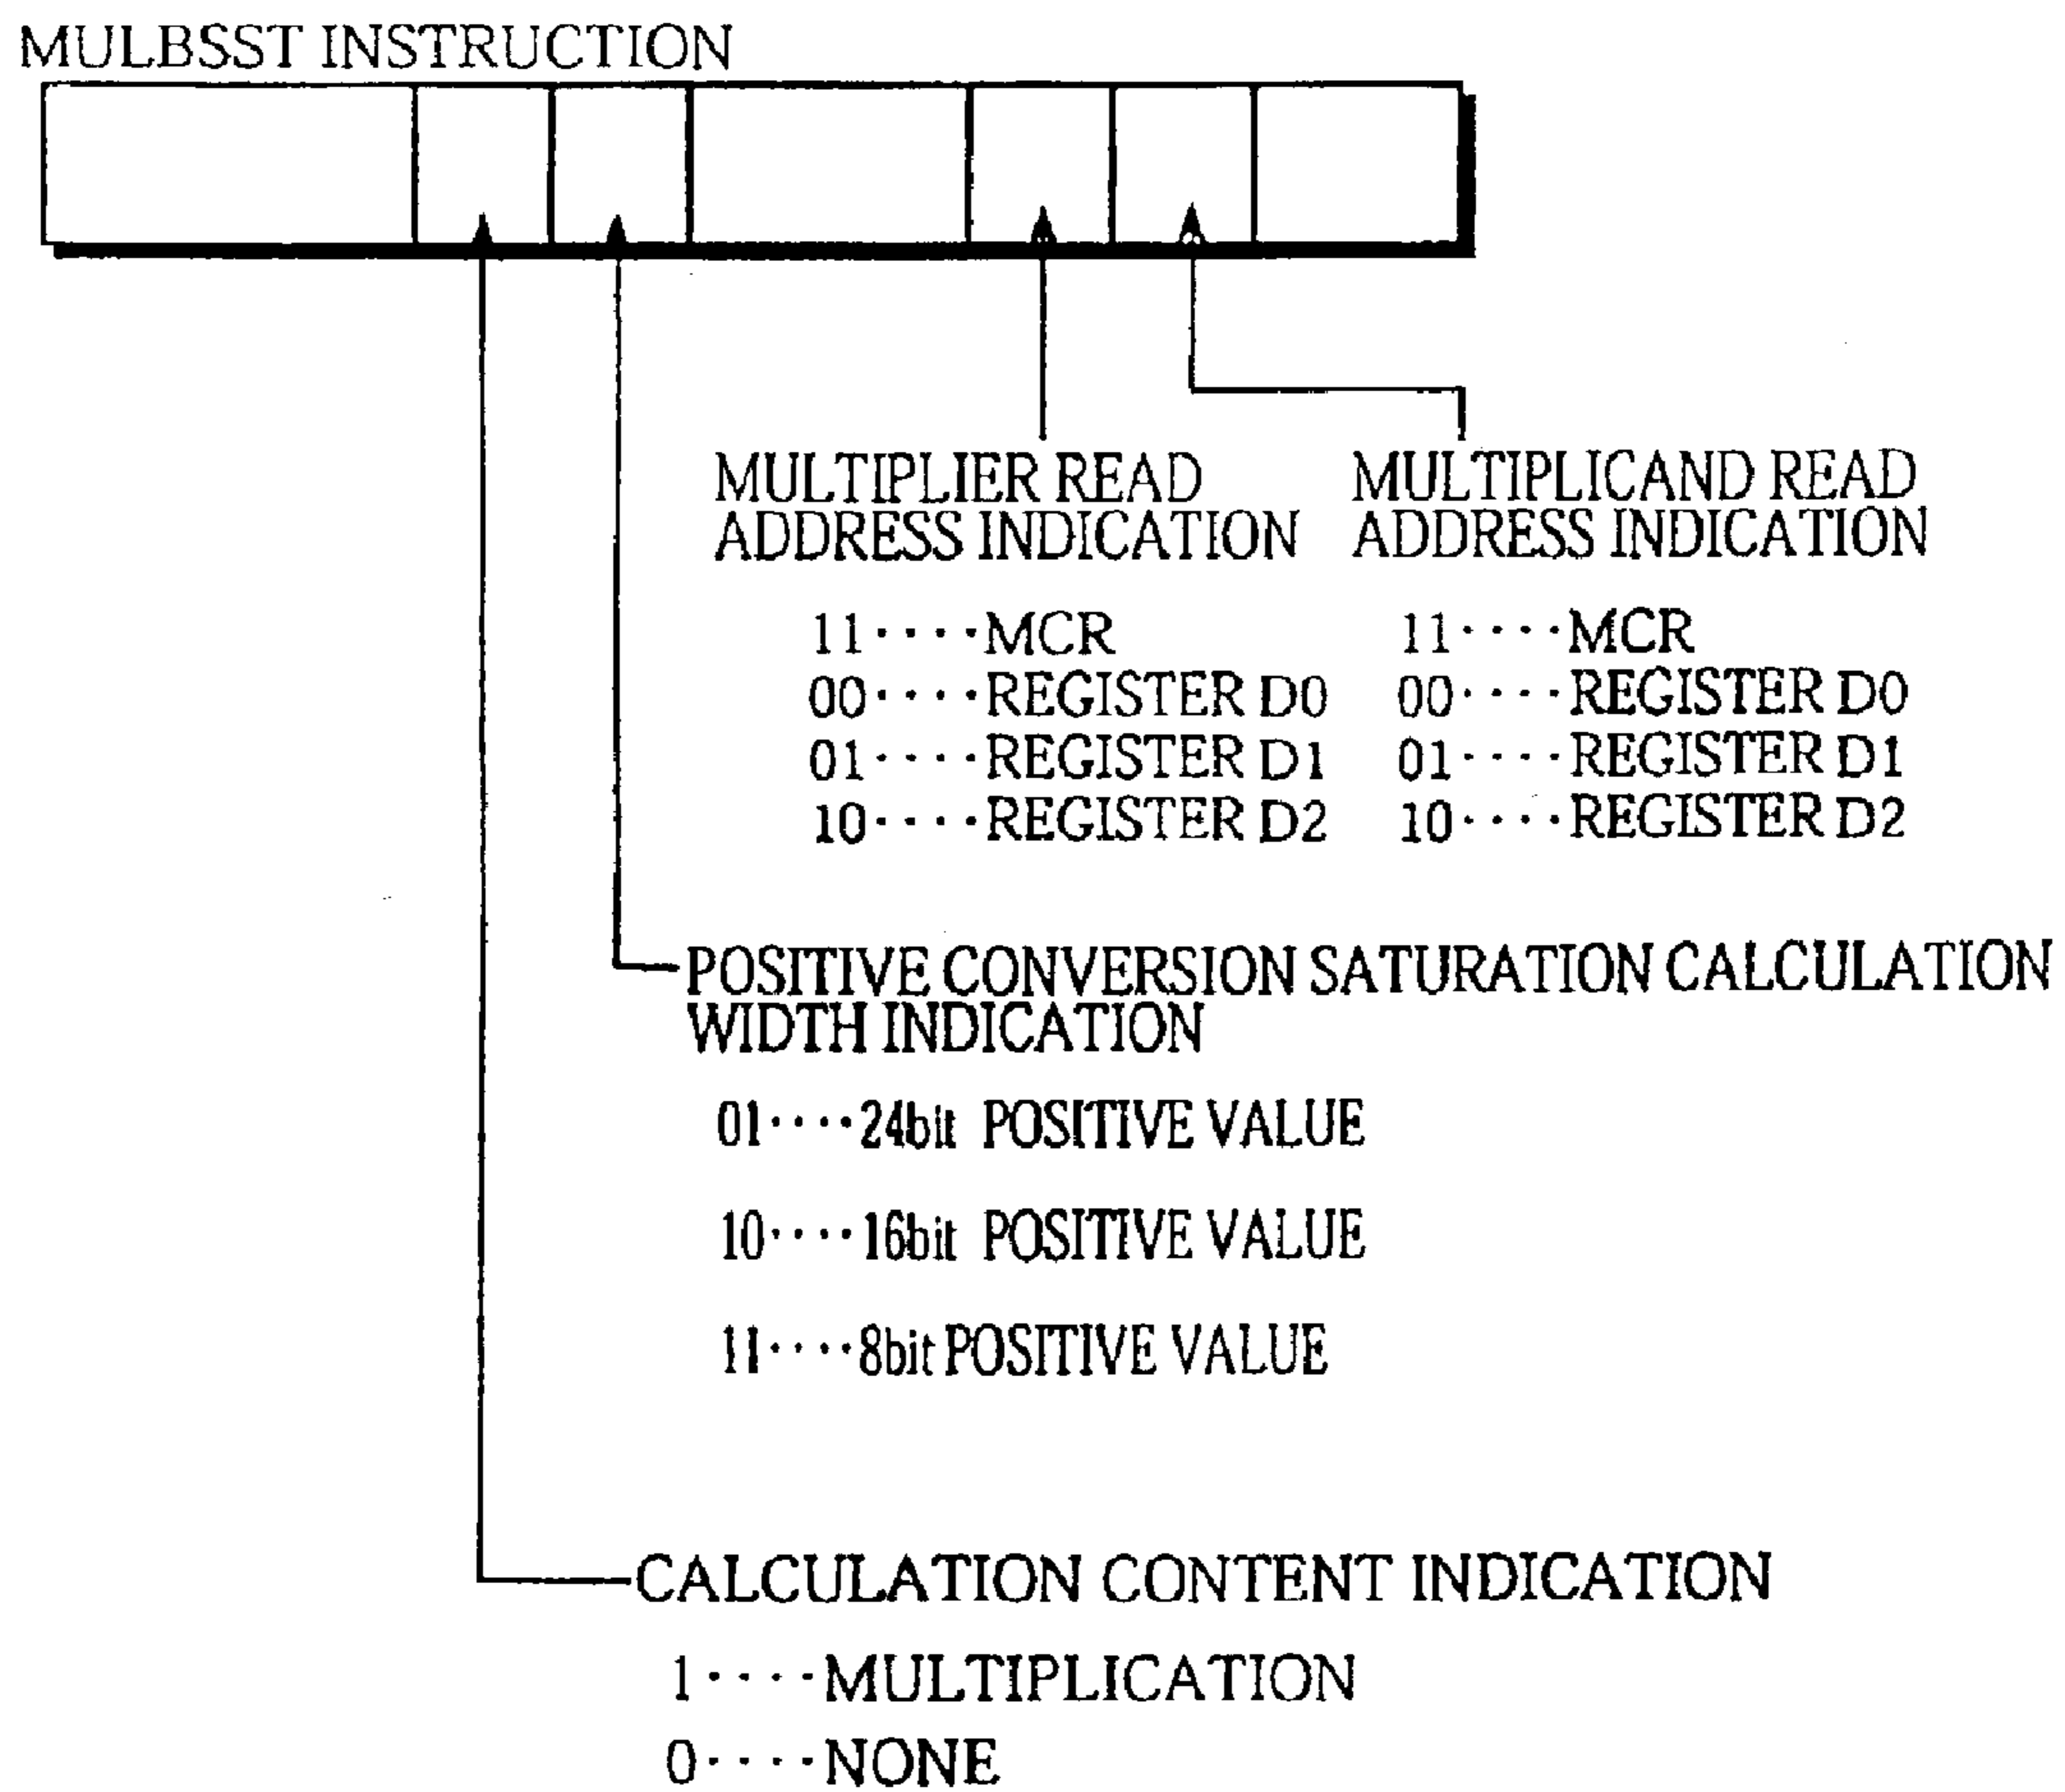 MULBSST INSTRUCTION
MULTIPLIER READ
ADDRESS INDICATION
11····MCR
00····REGISTER D0
01····REGISTER D1
10····REGISTER D2
MULTIPLICAND READ
ADDRESS INDICATION
11····MCR
00····REGISTER D0
01····REGISTER D1
10····REGISTER D2
POSITIVE CONVERSION SATURATION CALCULATION
WIDTH INDICATION
01····24bit POSITIVE VALUE
10····16bit POSITIVE VALUE
11····8bit POSITIVE VALUE
CALCULATION CONTENT INDICATION
1····MULTIPLICATION
0····NONE